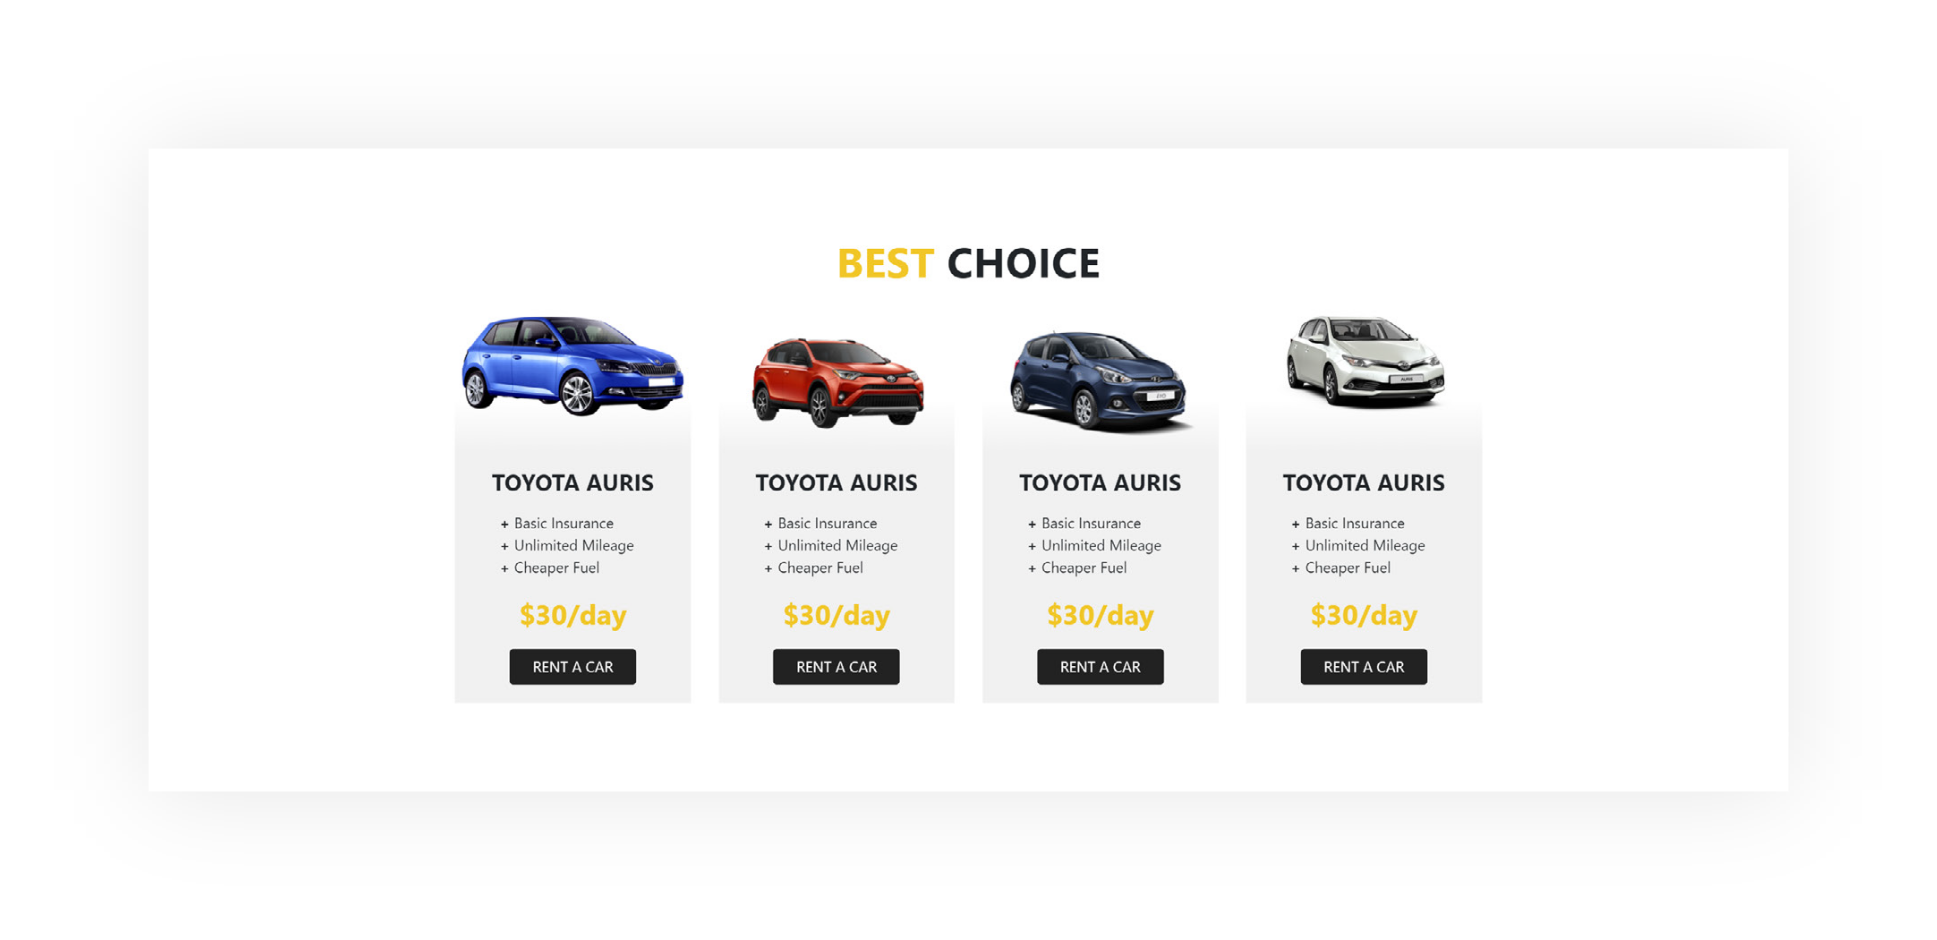 BEST CHOICE
TOYOTA AURIS
+ Basic Insurance
+ Unlimited Mileage
+ Cheaper Fuel
$30/day
RENT A CAR
TOYOTA AURIS
+ Basic Insurance
+ Unlimited Mileage
+ Cheaper Fuel
$30/day
RENT A CAR
TOYOTA AURIS
+ Basic Insurance
+ Unlimited Mileage
+ Cheaper Fuel
$30/day
RENT A CAR
AURIS
TOYOTA AURIS
+ Basic Insurance
+ Unlimited Mileage
+ Cheaper Fuel
$30/day
RENT A CAR